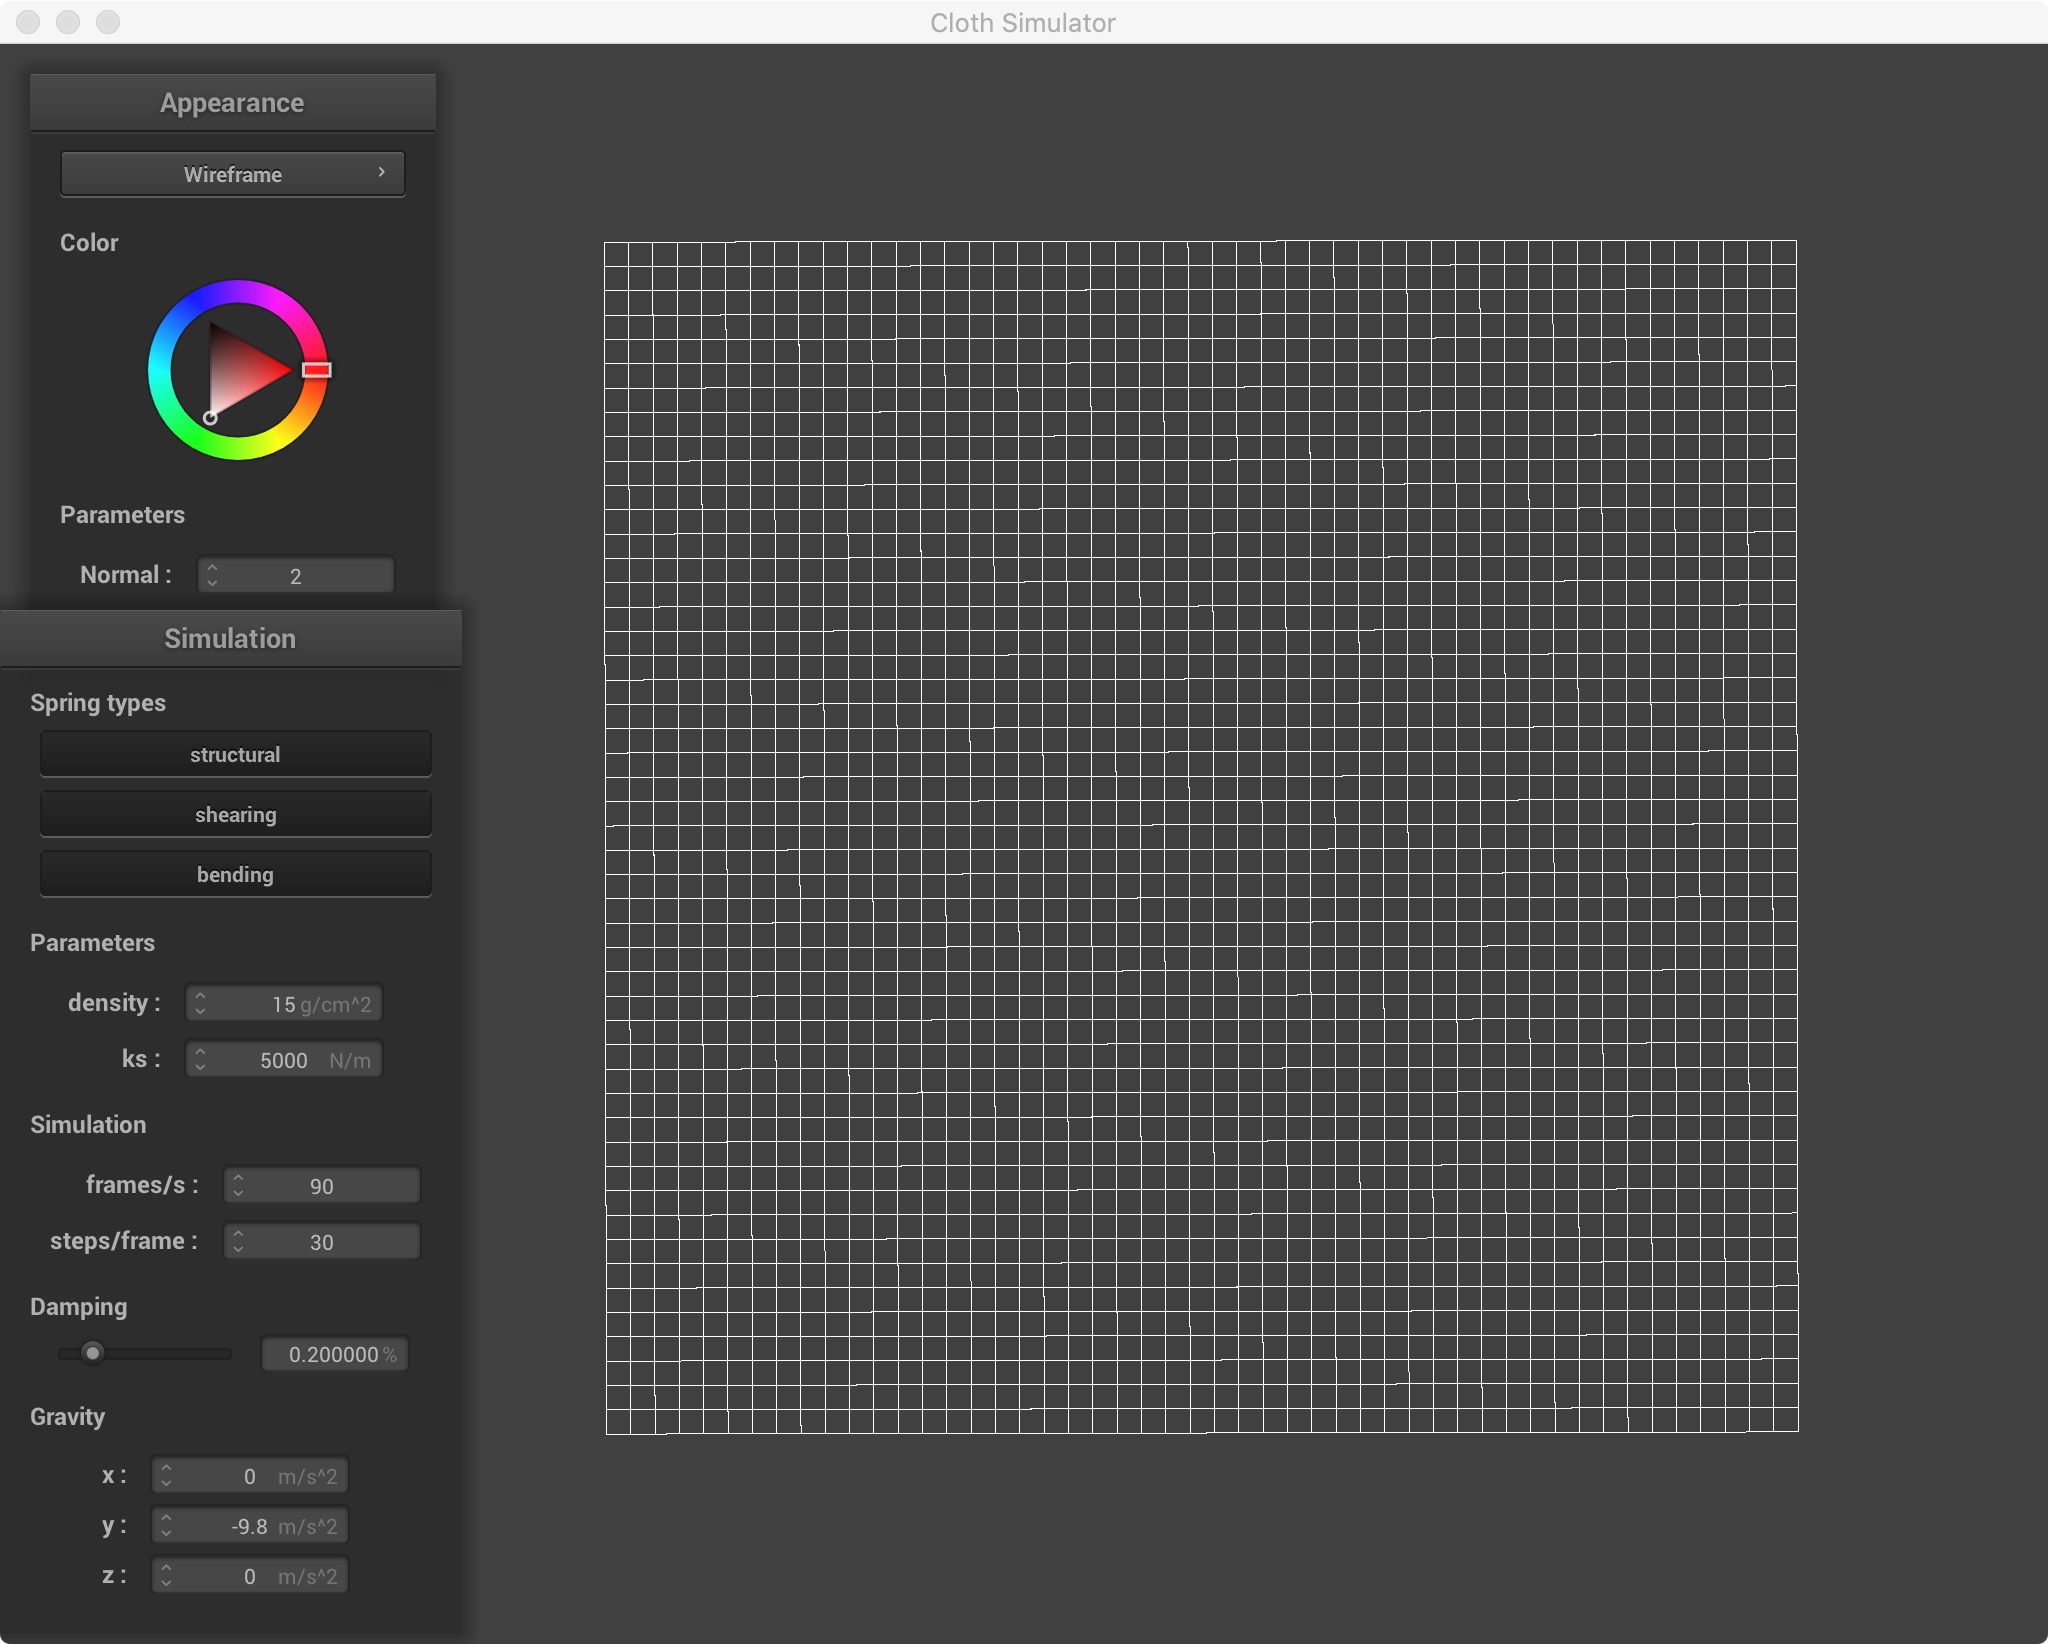 Cloth Simulator
Appearance
Wireframe
Color
Parameters
Normal : 2
Simulation
Spring types
structural
shearing
bending
Parameters
density : 15 g/cm^2
ks : 5000 N/m
Simulation
frames/s : 90
steps/frame : 30
Damping
0.200000 %
Gravity
x : 0 m/s^2
y : -9.8 m/s^2
z : 0 m/s^2